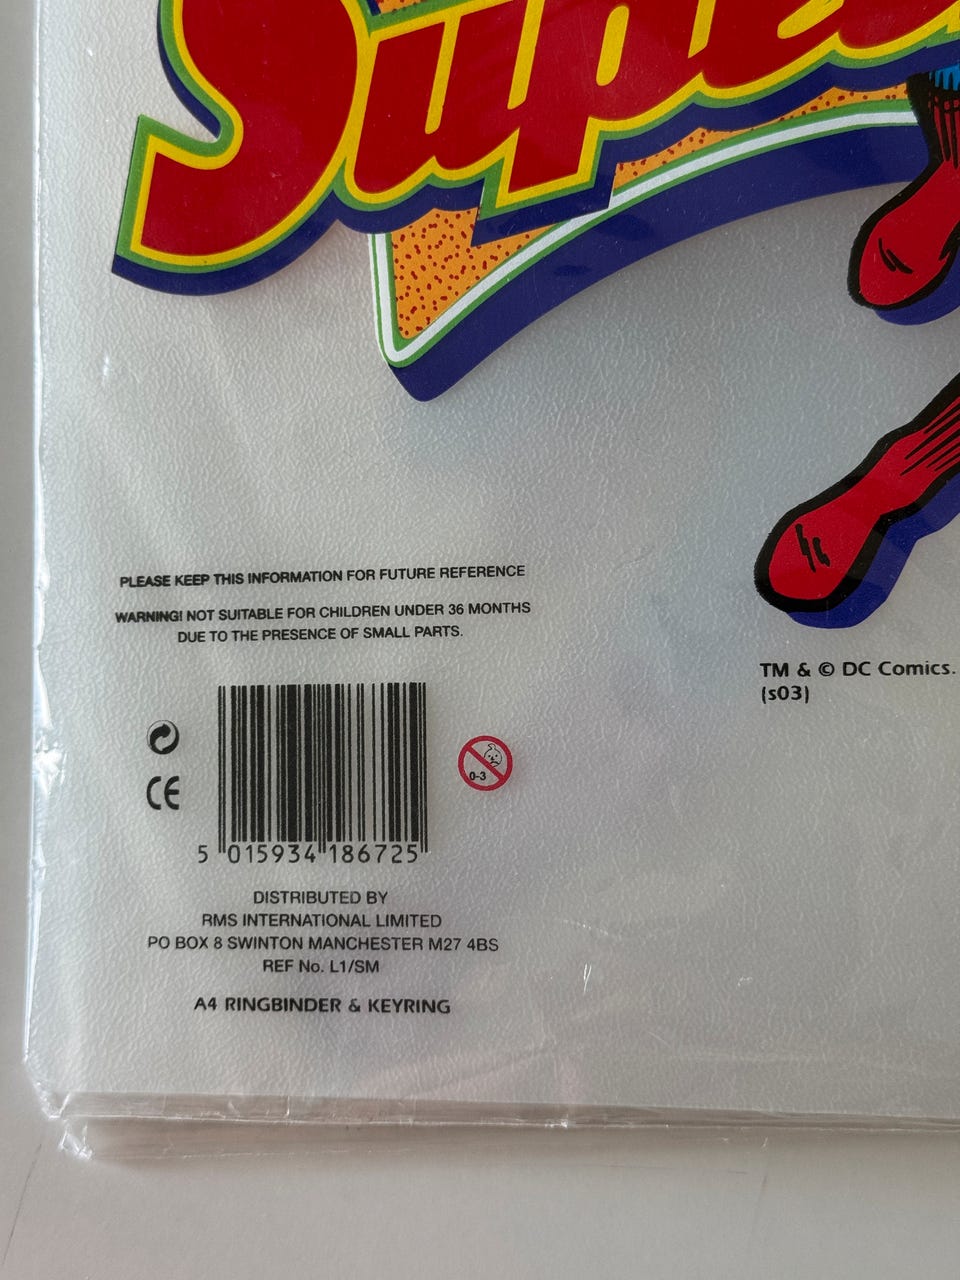 Super
PLEASE KEEP THIS INFORMATION FOR FUTURE REFERENCE
WARNING! NOT SUITABLE FOR CHILDREN UNDER 36 MONTHS
DUE TO THE PRESENCE OF SMALL PARTS.
TM & © DC Comics.
(s03)
CE
0-3
5 015934 186725
DISTRIBUTED BY
RMS INTERNATIONAL LIMITED
PO BOX 8 SWINTON MANCHESTER M27 4BS
REF No. L1/SM
A4 RINGBINDER & KEYRING